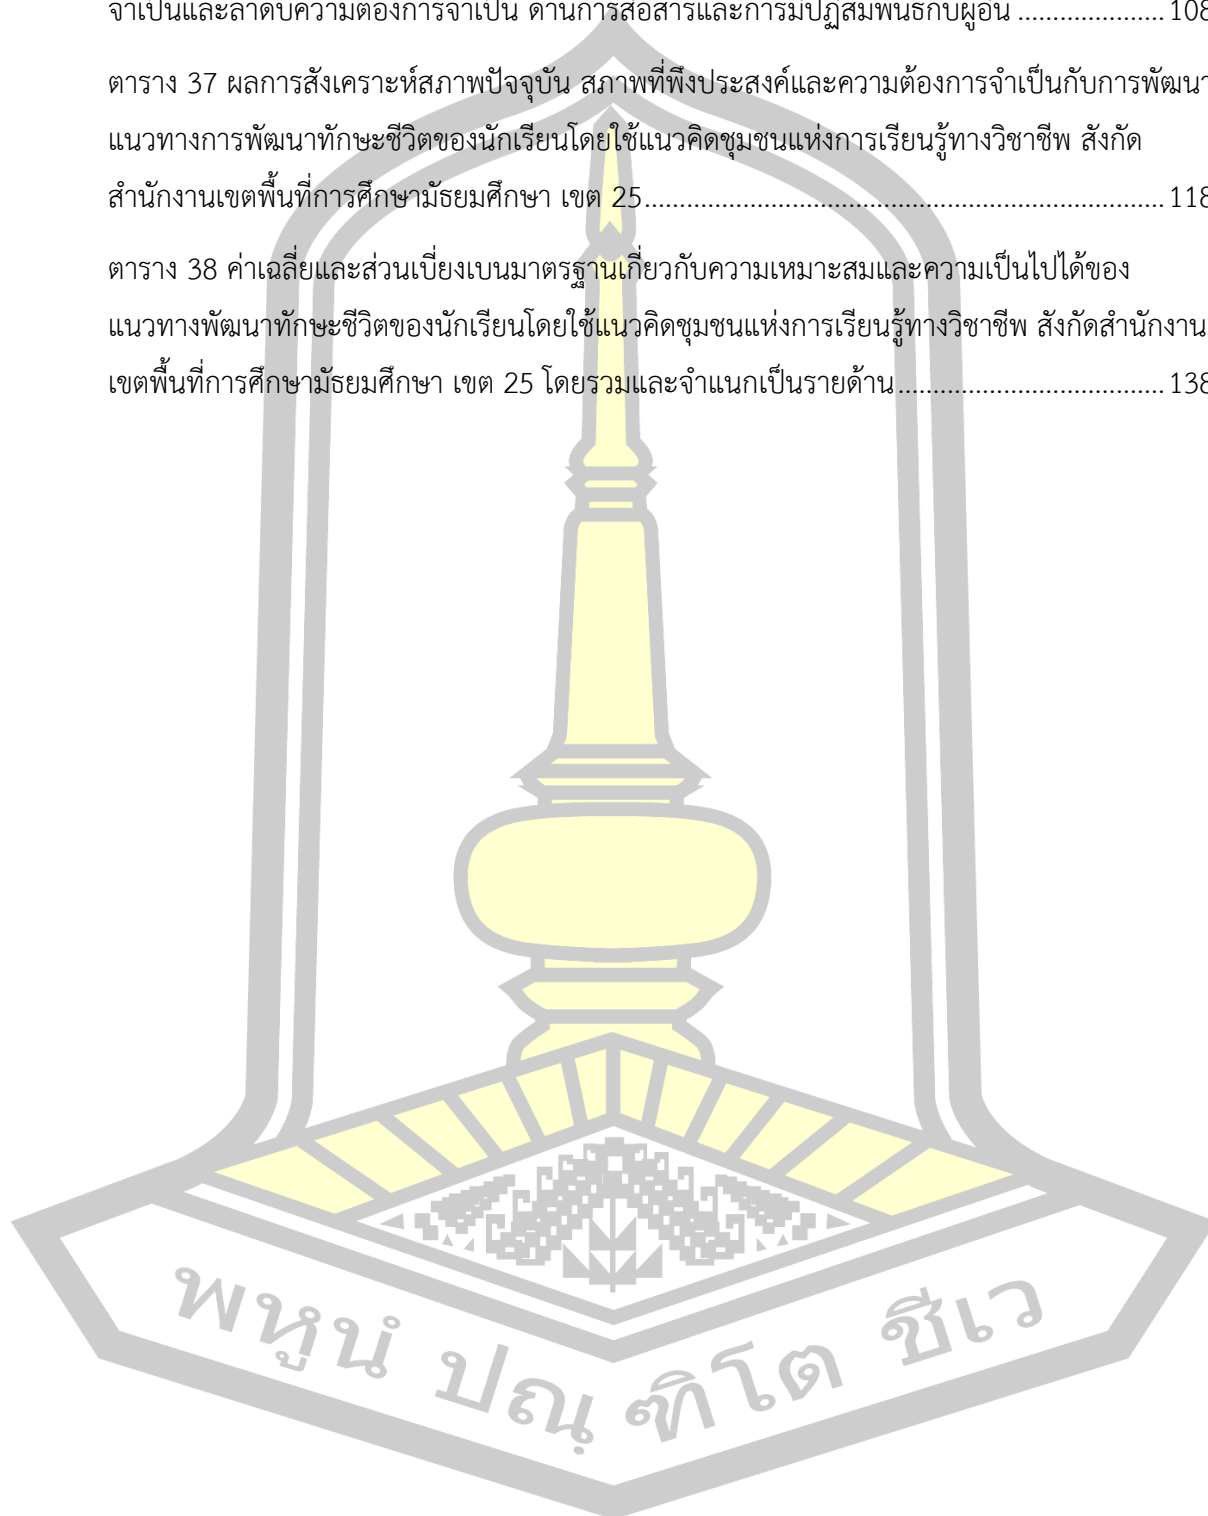 จำเป็นและลำดับความต้องการจำเป็น ด้านการสื่อสารและการมีปฏิสัมพันธ์กับผู้อื่น ..................... 108
ตาราง 37 ผลการสังเคราะห์สภาพปัจจุบัน สภาพที่พึงประสงค์และความต้องการจำเป็นกับการพัฒนา
แนวทางการพัฒนาทักษะชีวิตของนักเรียนโดยใช้แนวคิดชุมชนแห่งการเรียนรู้ทางวิชาชีพ สังกัด
สำนักงานเขตพื้นที่การศึกษามัธยมศึกษา เขต 25.......................................................................... 118
ตาราง 38 ค่าเฉลี่ยและส่วนเบี่ยงเบนมาตรฐานเกี่ยวกับความเหมาะสมและความเป็นไปได้ของ
แนวทางพัฒนาทักษะชีวิตของนักเรียนโดยใช้แนวคิดชุมชนแห่งการเรียนรู้ทางวิชาชีพ สังกัดสำนักงาน
เขตพื้นที่การศึกษามัธยมศึกษา เขต 25 โดยรวมและจำแนกเป็นรายด้าน...................................... 138
พหูนํ ปณฺฑิโต ชีเว